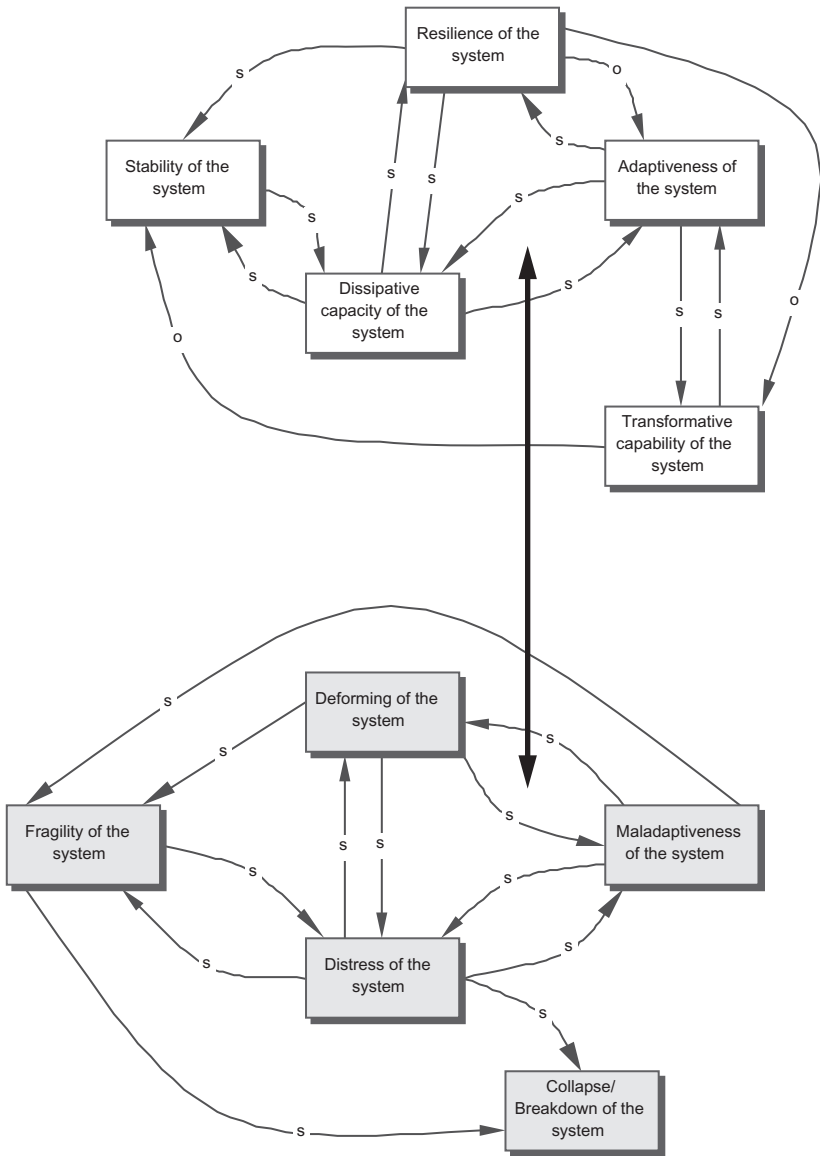 Resilience of the
system
s
o
Stability of the
system
s
Adaptiveness of
the system
s
s
s
s
s
s
Dissipative
capacity of the
system
s
s
s
o
o
Transformative
capability of the
system
s
Deforming of the
system
s
s
Fragility of the
system
s
Maladaptiveness
of the system
s
s
s
s
s
s
Distress of the
system
s
Collapse/
Breakdown of the
system
s